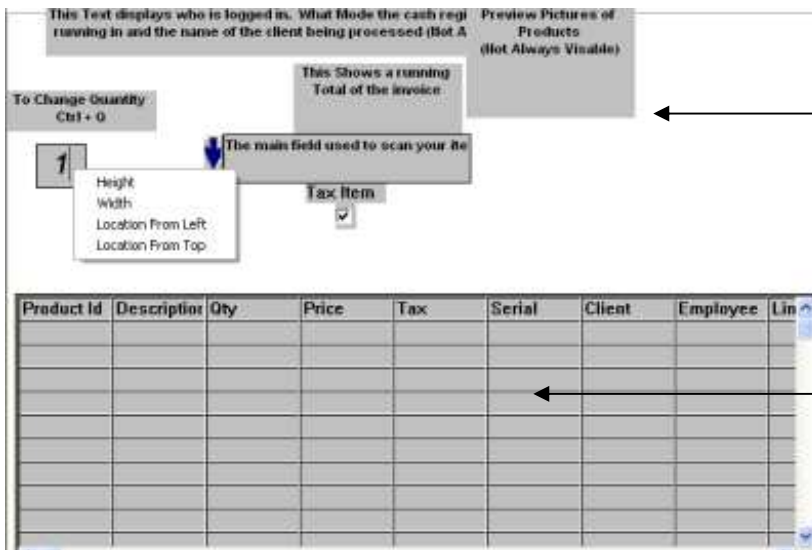 This Text displays who is logged in. What Mode the cash regi
running in and the name of the client being processed (Not A
Preview Pictures of
Products
(Not Always Visable)
This Shows a running
Total of the invoice
To Change Quantity
Ctrl + Q
1
The main field used to scan your ite
Height
Width
Location From Left
Location From Top
Tax Item
Product Id Description Qty Price Tax Serial Client Employee Lin